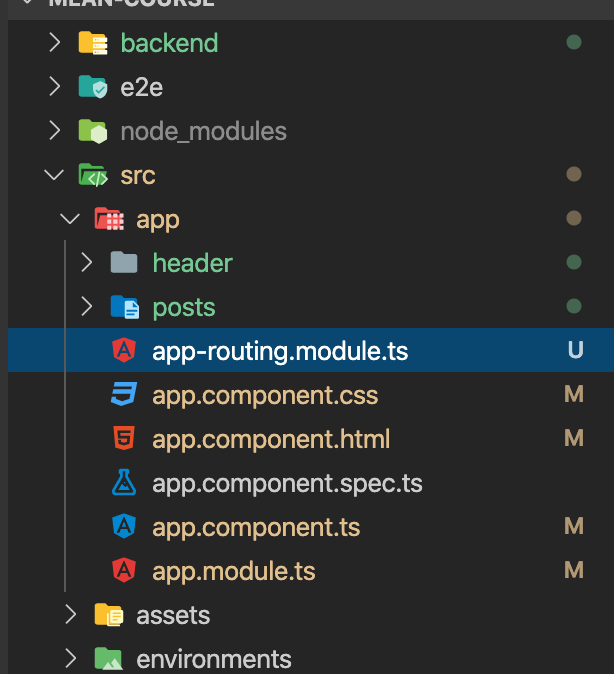 MEAN-COURSE
backend
e2e
node_modules
src
app
header
posts
app-routing.module.ts U
app.component.css M
app.component.html M
app.component.spec.ts
app.component.ts M
app.module.ts M
assets
environments